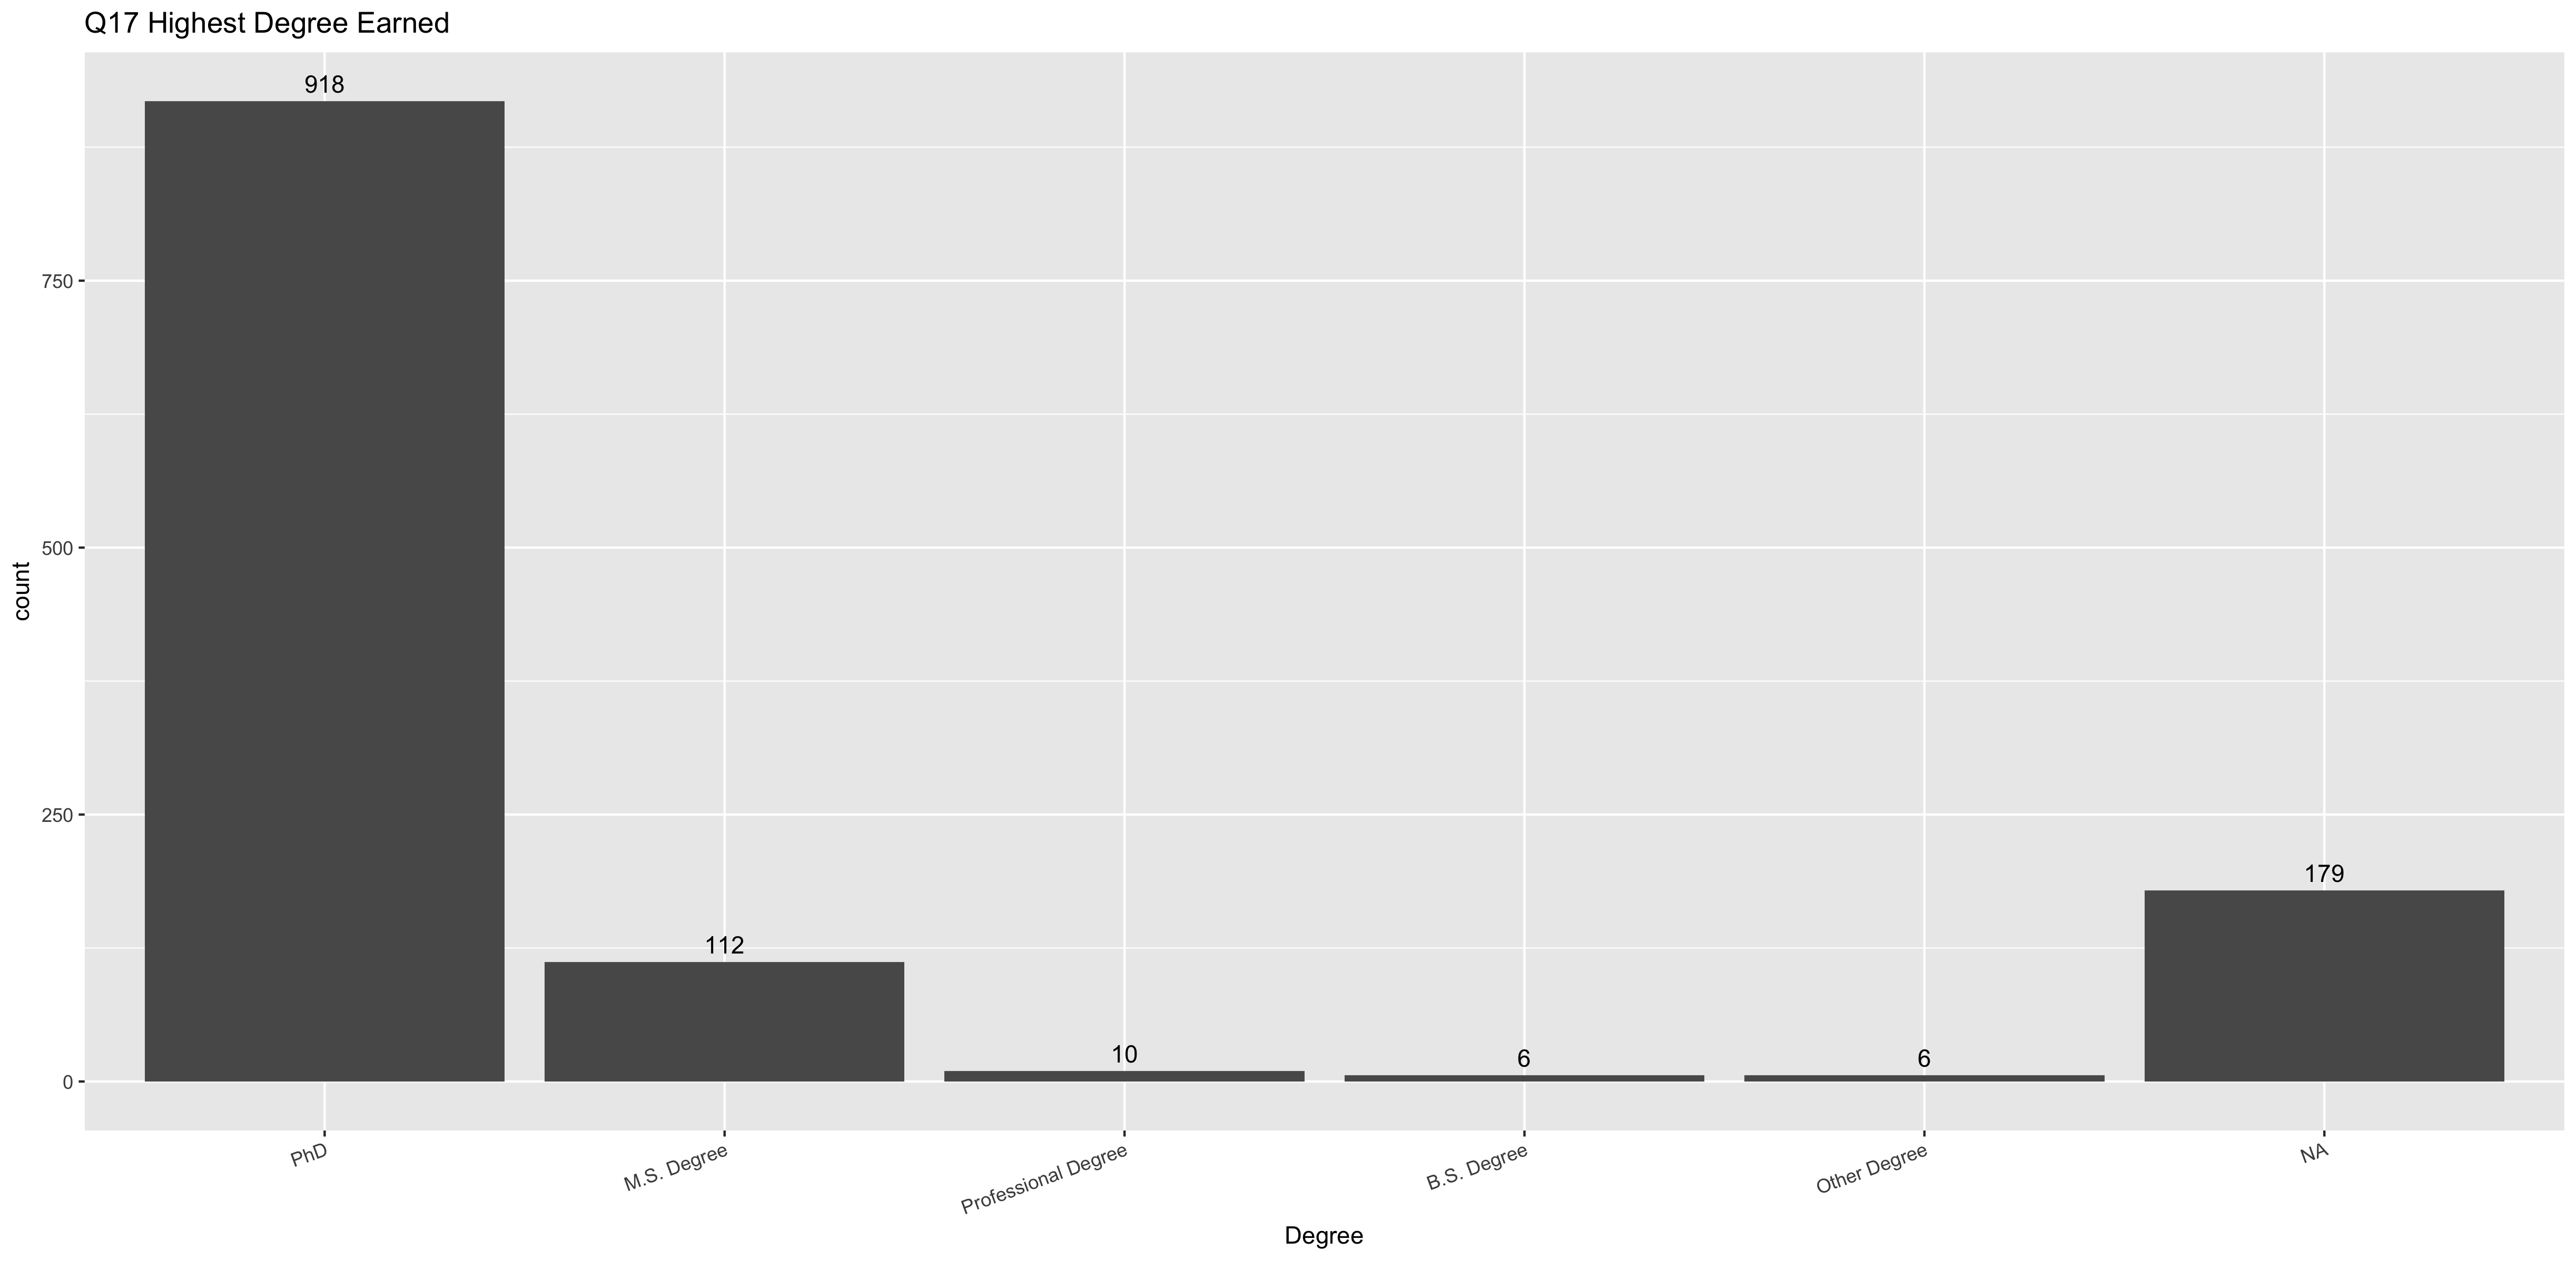 Q17 Highest Degree Earned
918
750
500
count
250
179
112
10
6
6
0
PhD
M.S. Degree
Professional Degree
B.S. Degree
Other Degree
NA
Degree